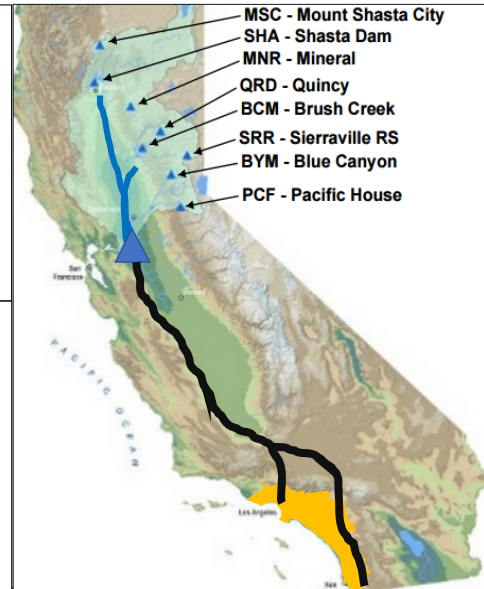 MSC - Mount Shasta City
SHA - Shasta Dam
MNR - Mineral
QRD - Quincy
BCM - Brush Creek
SRR - Sierraville RS
BYM - Blue Canyon
PCF - Pacific House
San
Francisco
PACIFIC OCEAN
Los Angeles
San